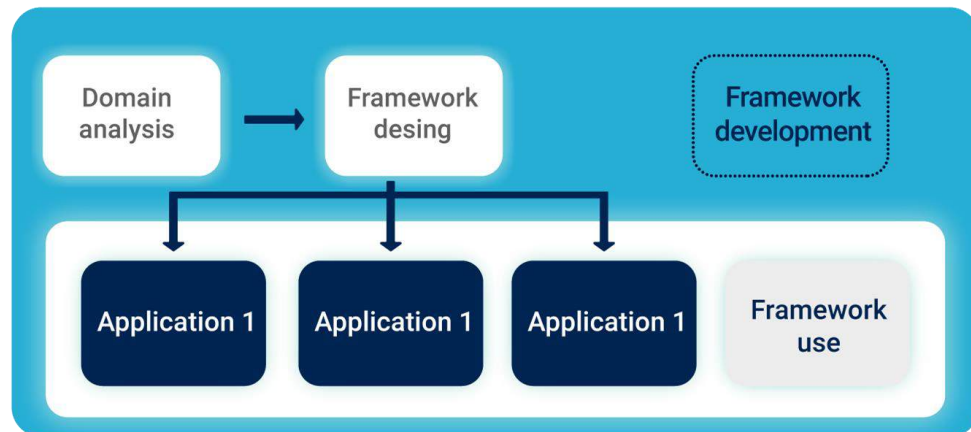 Domain
analysis
Framework
desing
Framework
development
Application 1
Application 1
Application 1
Framework
use